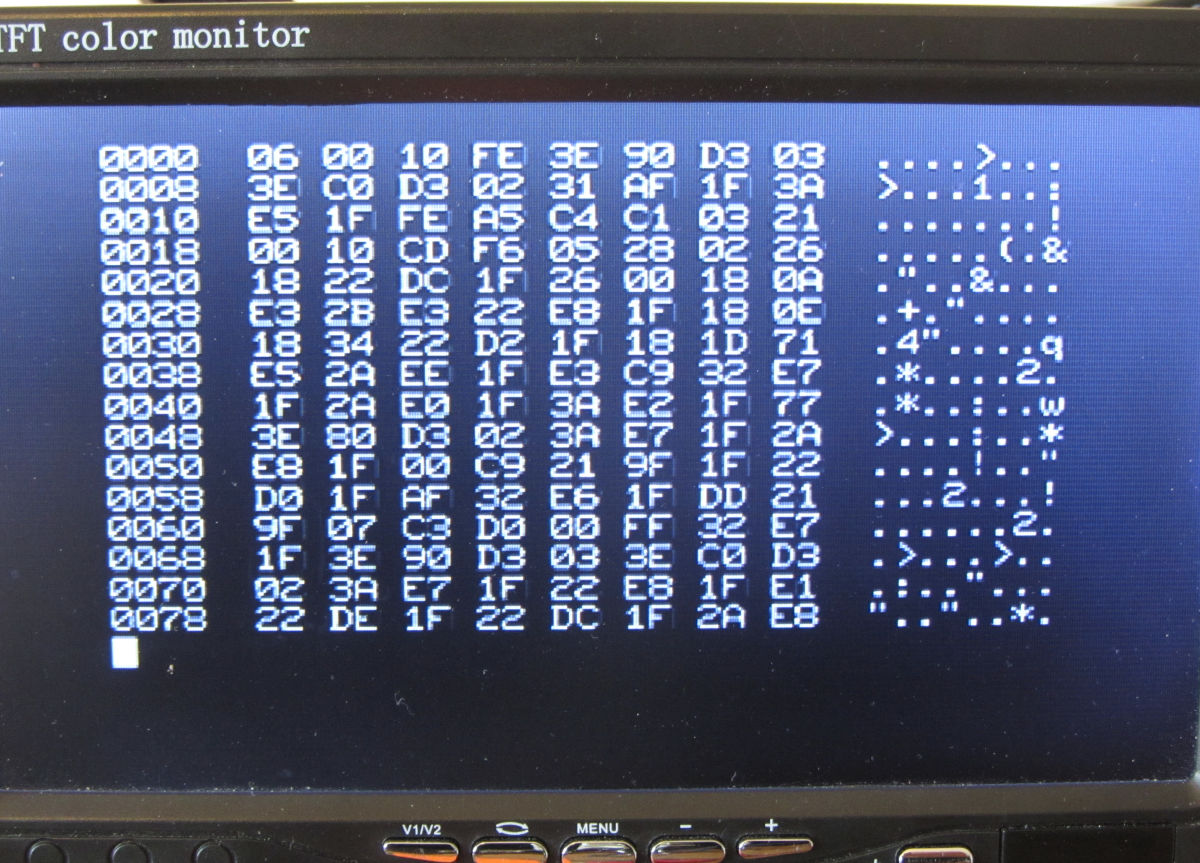 TFT color monitor
0000 06 00 10 FE 3E 90 D3 03 ....>...
0008 3E C0 D3 02 31 AF 1F 3A >...1..:
0010 E5 1F FE A5 C4 C1 03 21 .......!
0018 00 10 CD F6 05 28 02 26 .....(.&
0020 18 22 DC 1F 26 00 18 0A ."..&...
0028 E3 2B E3 22 E8 1F 18 0E .+."....
0030 18 34 22 D2 1F 18 1D 71 .4"....q
0038 E5 2A EE 1F E3 C9 32 E7 .*....2.
0040 1F 2A E0 1F 3A E2 1F 77 .*..:..w
0048 3E 80 D3 02 3A E7 1F 2A >...:..*
0050 E8 1F 00 C9 21 9F 1F 22 ....!.."
0058 D0 1F AF 32 E6 1F DD 21 ...2...!
0060 9F 07 C3 D0 00 FF 32 E7 ......2.
0068 1F 3E 90 D3 03 3E C0 D3 .>...>..
0070 02 3A E7 1F 22 E8 1F E1 .:.."...
0078 22 DE 1F 22 DC 1F 2A E8 ".."..*.
V1/V2 MENU - +